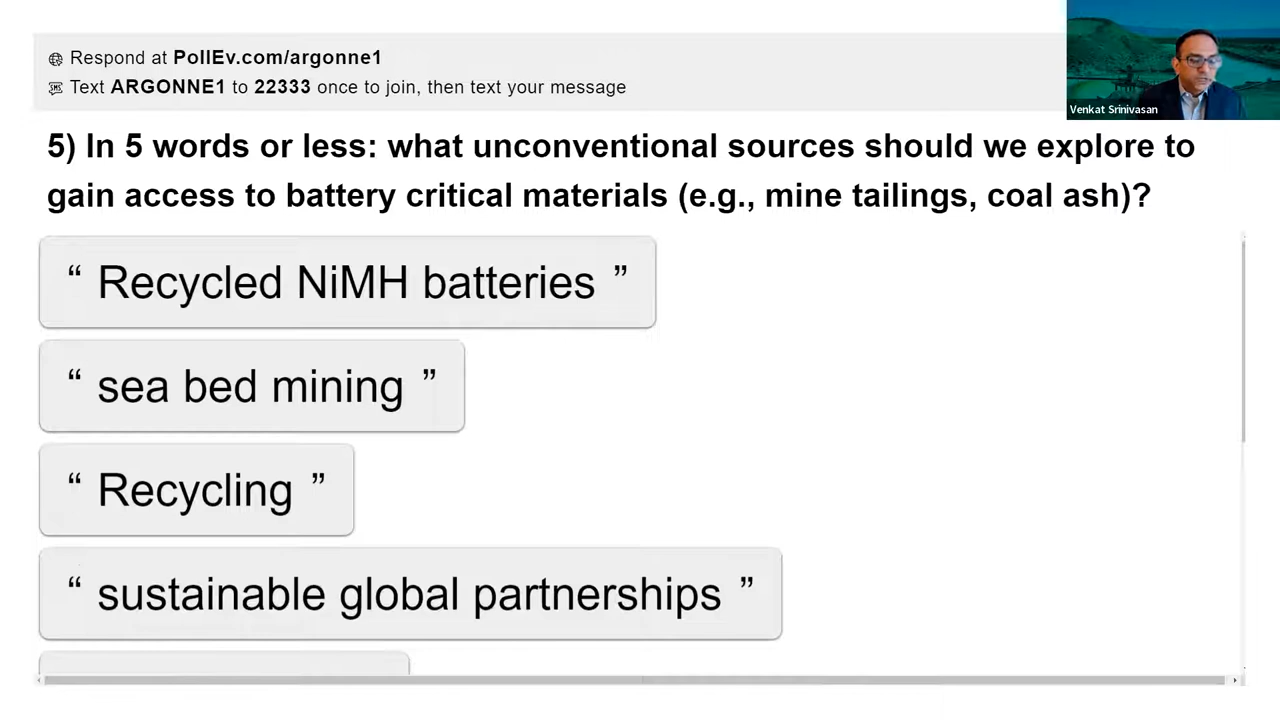 Respond at PollEv.com/argonne1
Text ARGONNE1 to 22333 once to join, then text your message
Venkat Srinivasan
5) In 5 words or less: what unconventional sources should we explore to
gain access to battery critical materials (e.g., mine tailings, coal ash)?
“ Recycled NiMH batteries ”
“ sea bed mining ”
“ Recycling ”
“ sustainable global partnerships ”